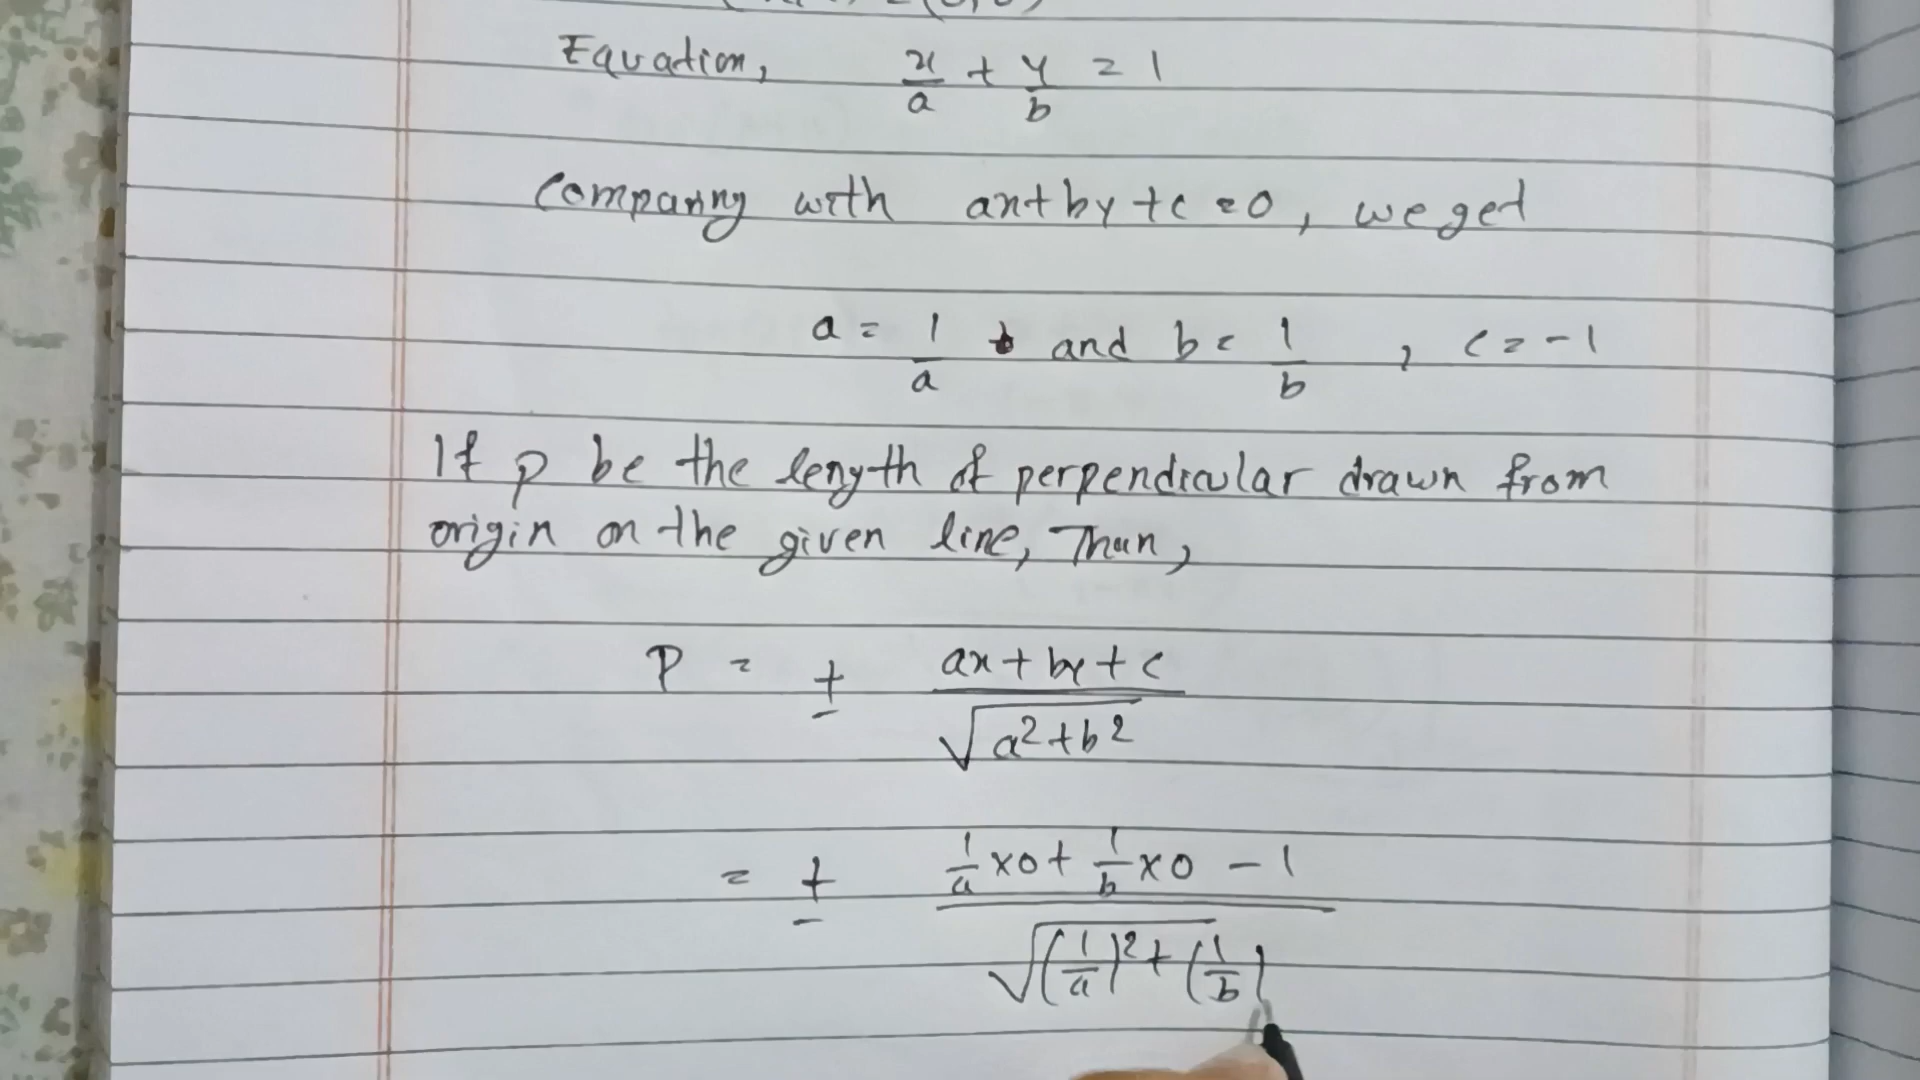 Equation, x/a + y/b = 1
Comparing with ax+by+c=0, we get
a = 1/a and b = 1/b , c = -1
If p be the length of perpendicular drawn from
origin on the given line, Then,
P = ± (ax+by+c)/√(a²+b²)
= ± (1/a ×0 + 1/b ×0 - 1)/√((1/a)²+(1/b)